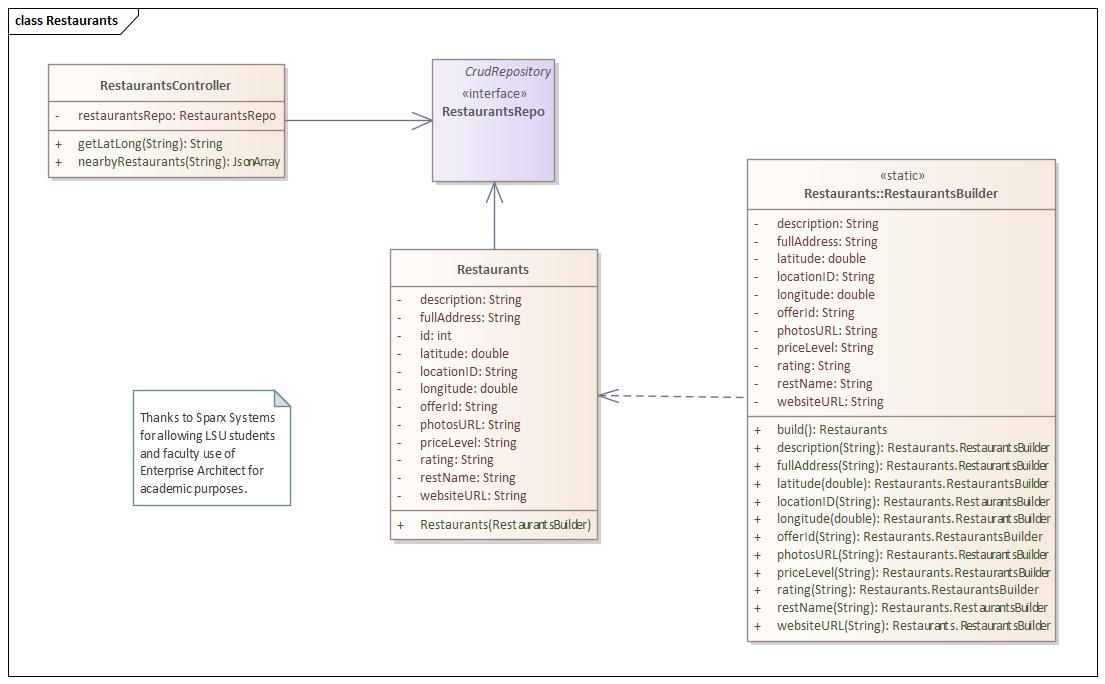 class Restaurants
RestaurantsController
- restaurantsRepo: RestaurantsRepo
+ getLatLong(String): String
+ nearbyRestaurants(String): JsonArray
CrudRepository
«interface»
RestaurantsRepo
Restaurants
- description: String
- fullAddress: String
- id: int
- latitude: double
- locationID: String
- longitude: double
- offerId: String
- photosURL: String
- priceLevel: String
- rating: String
- restName: String
- websiteURL: String
+ Restaurants(RestaurantsBuilder)
«static»
Restaurants::RestaurantsBuilder
- description: String
- fullAddress: String
- latitude: double
- locationID: String
- longitude: double
- offerId: String
- photosURL: String
- priceLevel: String
- rating: String
- restName: String
- websiteURL: String
+ build(): Restaurants
+ description(String): Restaurants.RestaurantsBuilder
+ fullAddress(String): Restaurants.RestaurantsBuilder
+ latitude(double): Restaurants.RestaurantsBuilder
+ locationID(String): Restaurants.RestaurantsBuilder
+ longitude(double): Restaurants.RestaurantsBuilder
+ offerId(String): Restaurants.RestaurantsBuilder
+ photosURL(String): Restaurants.RestaurantsBuilder
+ priceLevel(String): Restaurants.RestaurantsBuilder
+ rating(String): Restaurants.RestaurantsBuilder
+ restName(String): Restaurants.RestaurantsBuilder
+ websiteURL(String): Restaurants.RestaurantsBuilder
Thanks to Sparx Systems
for allowing LSU students
and faculty use of
Enterprise Architect for
academic purposes.